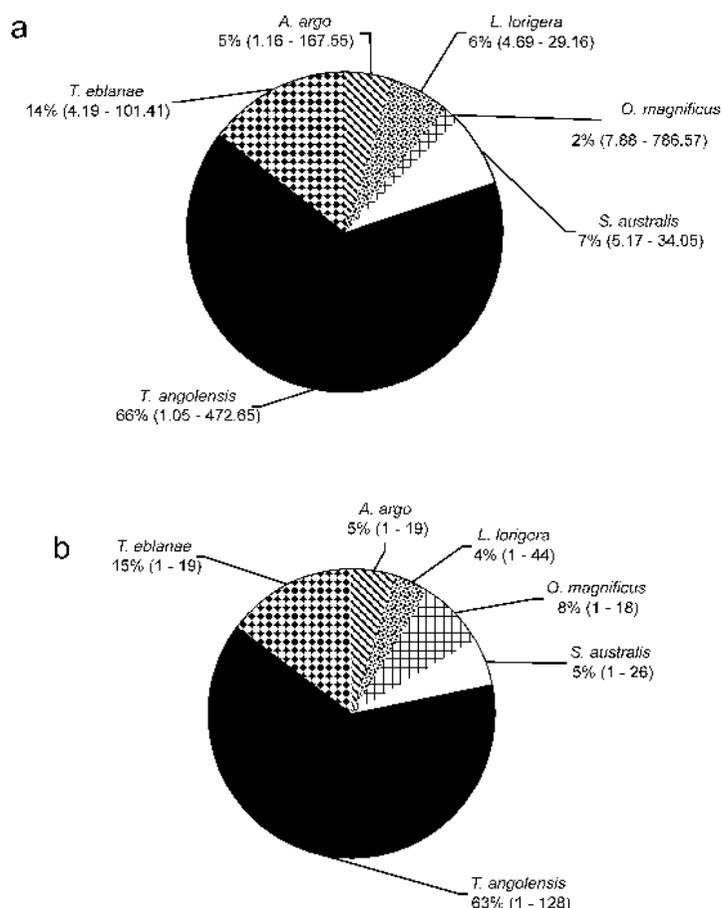 a
A. argo
5% (1.16 - 167.55)
L. lorigera
6% (4.69 - 29.16)
T. eblanae
14% (4.19 - 101.41)
O. magnificus
2% (7.88 - 786.57)
S. australis
7% (5.17 - 34.05)
T. angolensis
66% (1.05 - 472.65)
b
A. argo
5% (1 - 19)
L. lorigera
4% (1 - 44)
T. eblanae
15% (1 - 19)
O. magnificus
8% (1 - 18)
S. australis
5% (1 - 26)
T. angolensis
63% (1 - 128)